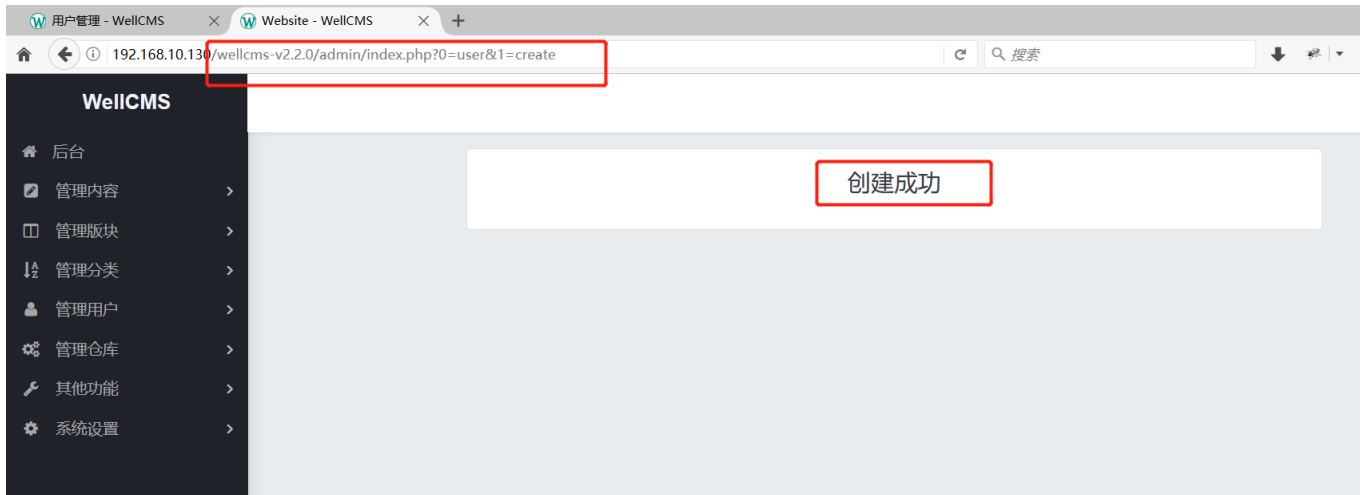 用户管理 - WellCMS
Website - WellCMS
192.168.10.130/wellcms-v2.2.0/admin/index.php?0=user&1=create
搜索
WellCMS
后台
管理内容
管理版块
管理分类
管理用户
管理仓库
其他功能
系统设置
创建成功